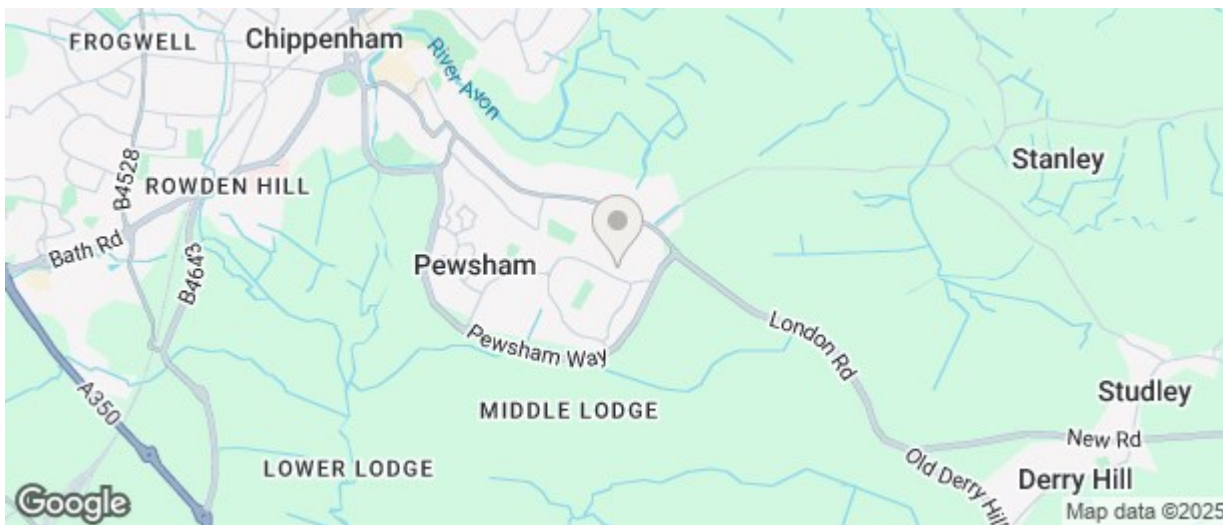 FROGWELL
Chippenham
River Avon
Stanley
B4528
ROWDEN HILL
Bath Rd
B4643
Pewsham
London Rd
Pewsham Way
A350
MIDDLE LODGE
Studley
New Rd
LOWER LODGE
Old Derry Hill
Derry Hill
Google
Map data ©2025